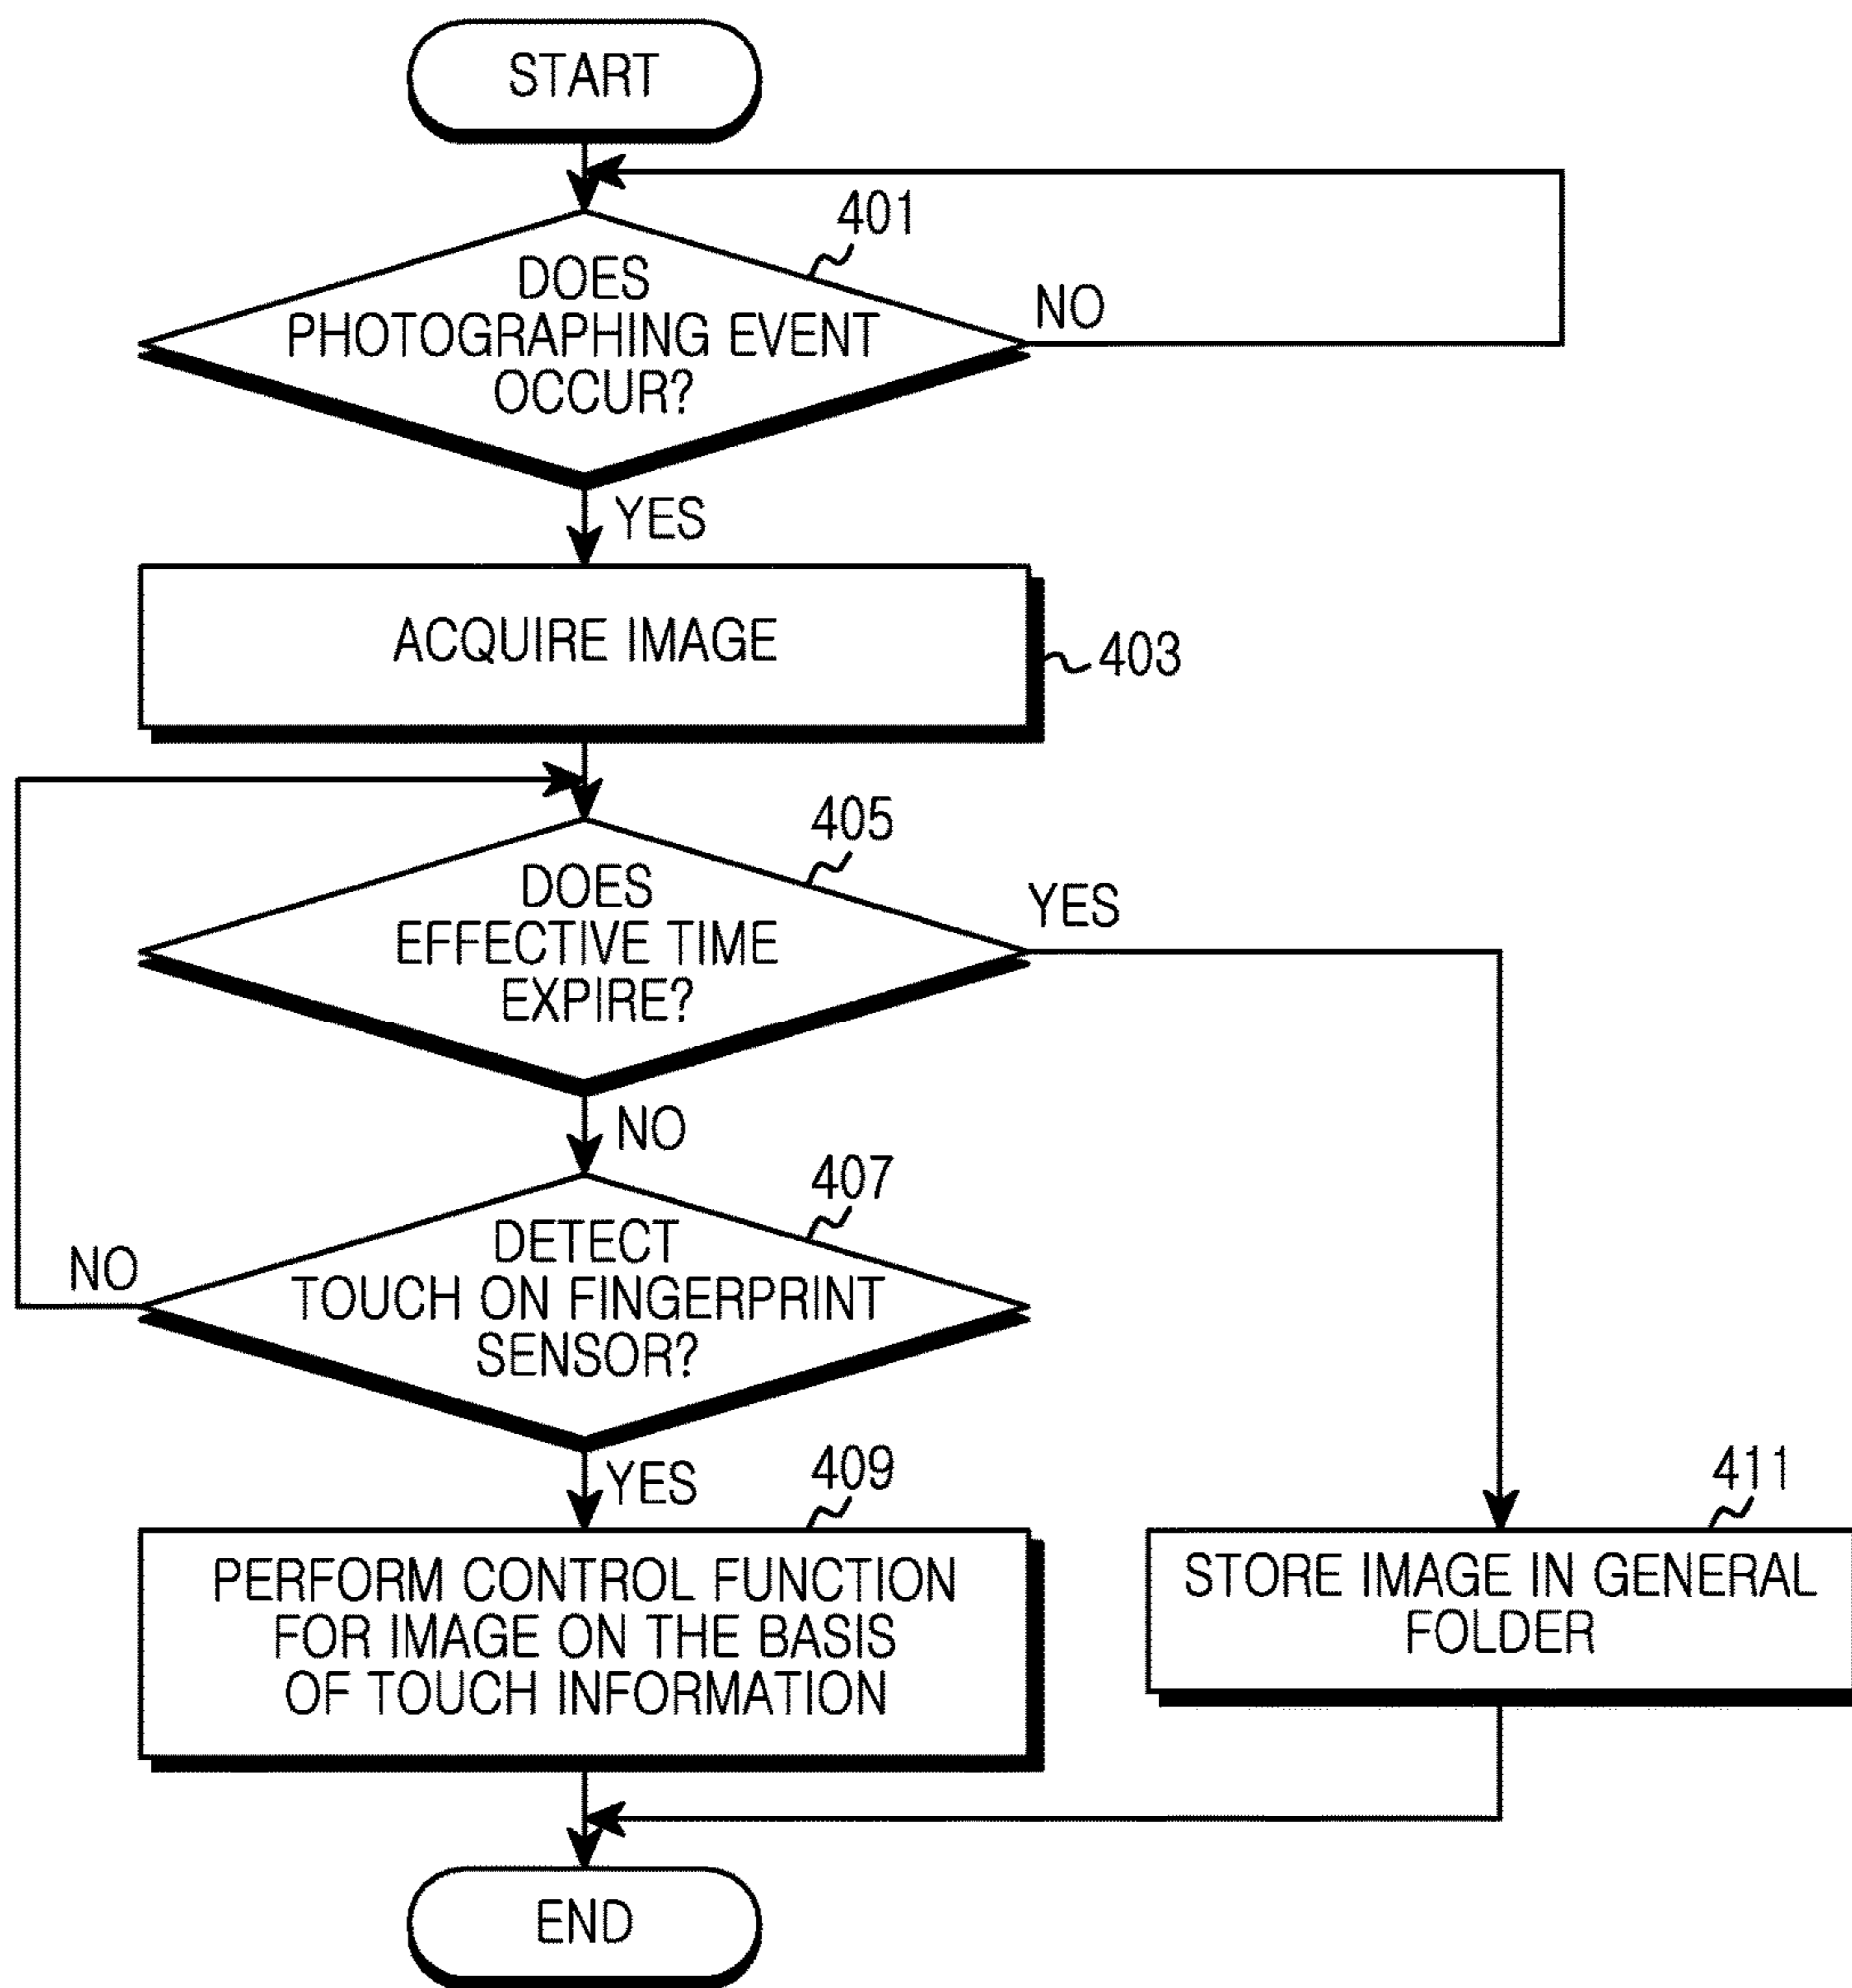 START
401
DOES
PHOTOGRAPHING EVENT
OCCUR?
NO
YES
ACQUIRE IMAGE
403
405
DOES
EFFECTIVE TIME
EXPIRE?
YES
NO
407
DETECT
TOUCH ON FINGERPRINT
SENSOR?
NO
YES
409
PERFORM CONTROL FUNCTION
FOR IMAGE ON THE BASIS
OF TOUCH INFORMATION
411
STORE IMAGE IN GENERAL
FOLDER
END